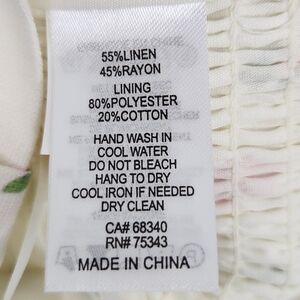 55%LINEN
45%RAYON
LINING
80%POLYESTER
20%COTTON
HAND WASH IN
COOL WATER
DO NOT BLEACH
HANG TO DRY
COOL IRON IF NEEDED
DRY CLEAN
CA# 68340
RN# 75343
MADE IN CHINA